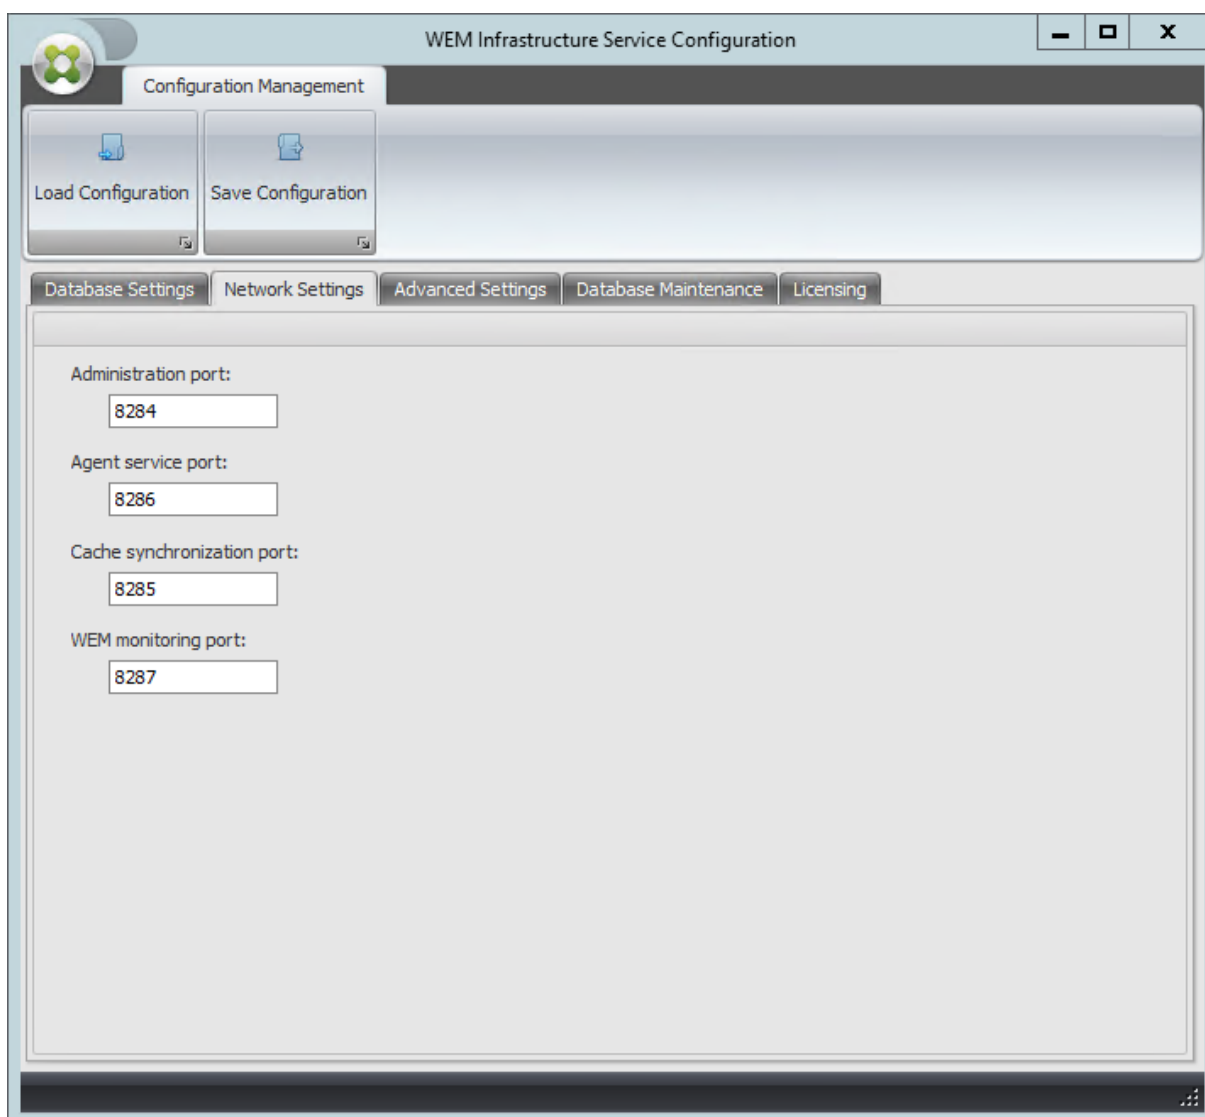 WEM Infrastructure Service Configuration
Configuration Management
Load Configuration Save Configuration
Database Settings Network Settings Advanced Settings Database Maintenance Licensing
Administration port:
8284
Agent service port:
8286
Cache synchronization port:
8285
WEM monitoring port:
8287